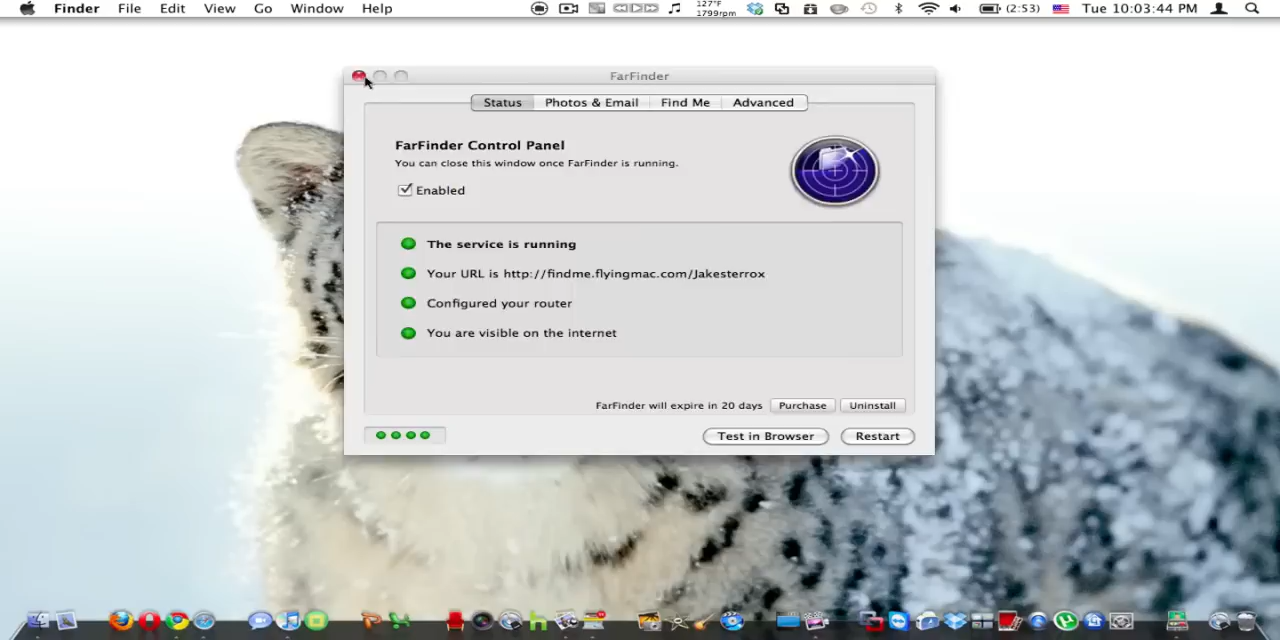 Finder File Edit View Go Window Help 127°F 1799rpm (2:53) Tue 10:03:44 PM
FarFinder
Status Photos & Email Find Me Advanced
FarFinder Control Panel
You can close this window once FarFinder is running.
Enabled
The service is running
Your URL is http://findme.flyingmac.com/Jakesterrox
Configured your router
You are visible on the internet
FarFinder will expire in 20 days Purchase Uninstall
Test in Browser Restart